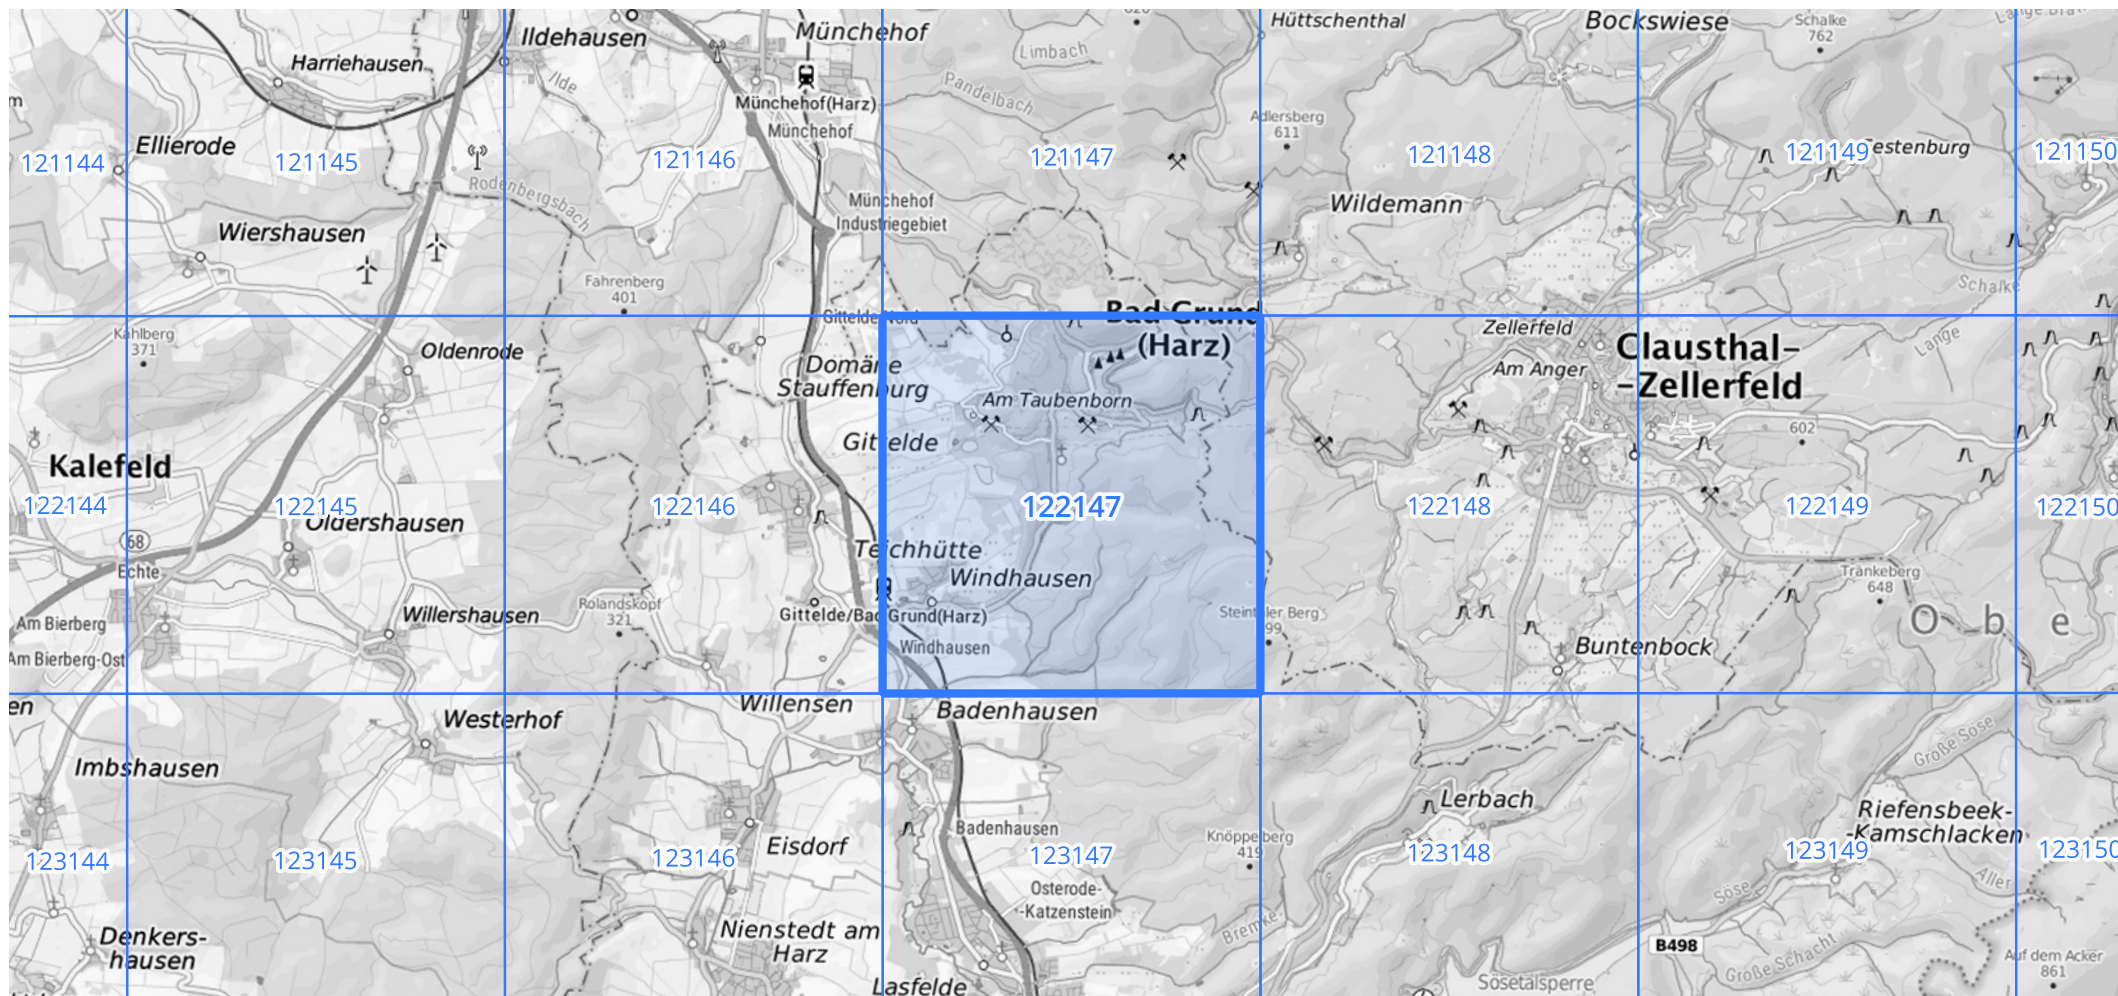 Hüttschenthal
Bockswiese
Schalke
762
Ildehausen
Münchehof
Limbach
Harriehausen
Ilde
Pandelbach
Münchehof(Harz)
Münchehof
Adlersberg
611
Ellierode
121144
121145
121146
121147
121148
121149
estenburg
121150
Rodenbergsbach
Münchehof
Industriegebiet
Wildemann
Wiershausen
Fahrenberg
401
Schalke
Bad Grund
(Harz)
Gittelde Nord
Kahlberg
371
Oldenrode
Domäne
Stauffenburg
Zellerfeld
Am Anger
Clausthal-
-Zellerfeld
Lange
Am Taubenborn
602
Gittelde
Kalefeld
122144
122145
122146
122147
122148
122149
122150
Oldershausen
68
Echte
Teichhütte
Windhausen
Trankeberg
648
Willershausen
Rolandskopf
321
Gittelde/Bad Grund(Harz)
Windhausen
Am Bierberg
Am Bierberg-Ost
O b e
Buntenbock
en
Westerhof
Willensen
Badenhausen
Große Söse
Imbshausen
Lerbach
Riefensbeek-
-Kamschlacken
Badenhausen
Knöppelberg
419
Eisdorf
123144
123145
123146
123147
123148
123149
123150
Osterode-
-Katzenstein
Söse
Aller
Bremke
Denkers-
hausen
Nienstedt am
Harz
B498
Große Schacht
Auf dem Acker
861
Lasfelde
Sösetalsperre